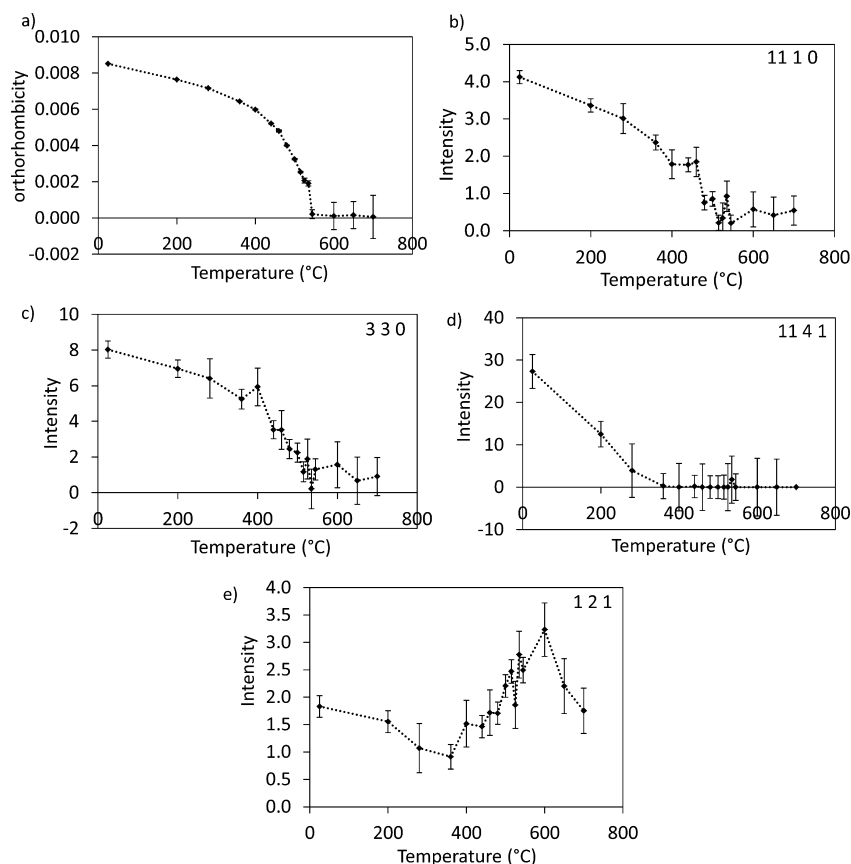 a)
0.010
0.008
0.006
0.004
0.002
0.000
-0.002
orthorhombicity
0 200 400 600 800
Temperature (°C)
b)
11 1 0
5.0
4.0
3.0
2.0
1.0
0.0
Intensity
0 200 400 600 800
Temperature (°C)
c)
3 3 0
10
8
6
4
2
0
-2
Intensity
0 200 400 600 800
Temperature (°C)
d)
11 4 1
40
30
20
10
0
-10
Intensity
0 200 400 600 800
Temperature (°C)
e)
1 2 1
4.0
3.5
3.0
2.5
2.0
1.5
1.0
0.5
0.0
Intensity
0 200 400 600 800
Temperature (°C)